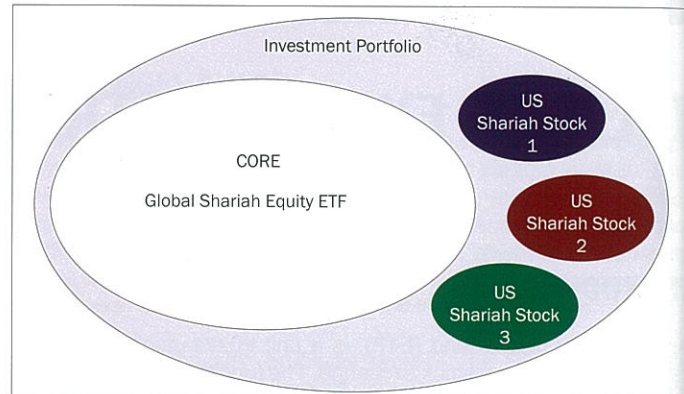 Investment Portfolio
CORE
Global Shariah Equity ETF
US
Shariah Stock
1
US
Shariah Stock
2
US
Shariah Stock
3